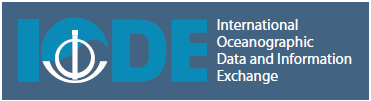 IODE
International
Oceanographic
Data and Information
Exchange